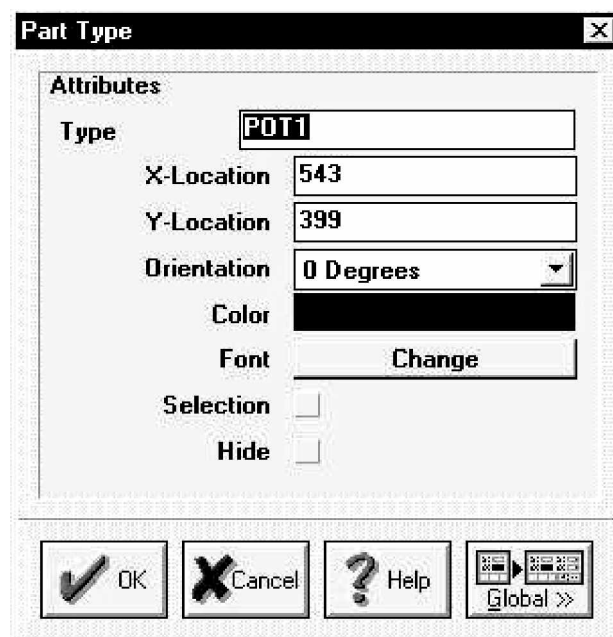 Part Type
Attributes
Type POT1
X-Location 543
Y-Location 399
Orientation 0 Degrees
Color
Font Change
Selection
Hide
OK Cancel Help Global >>